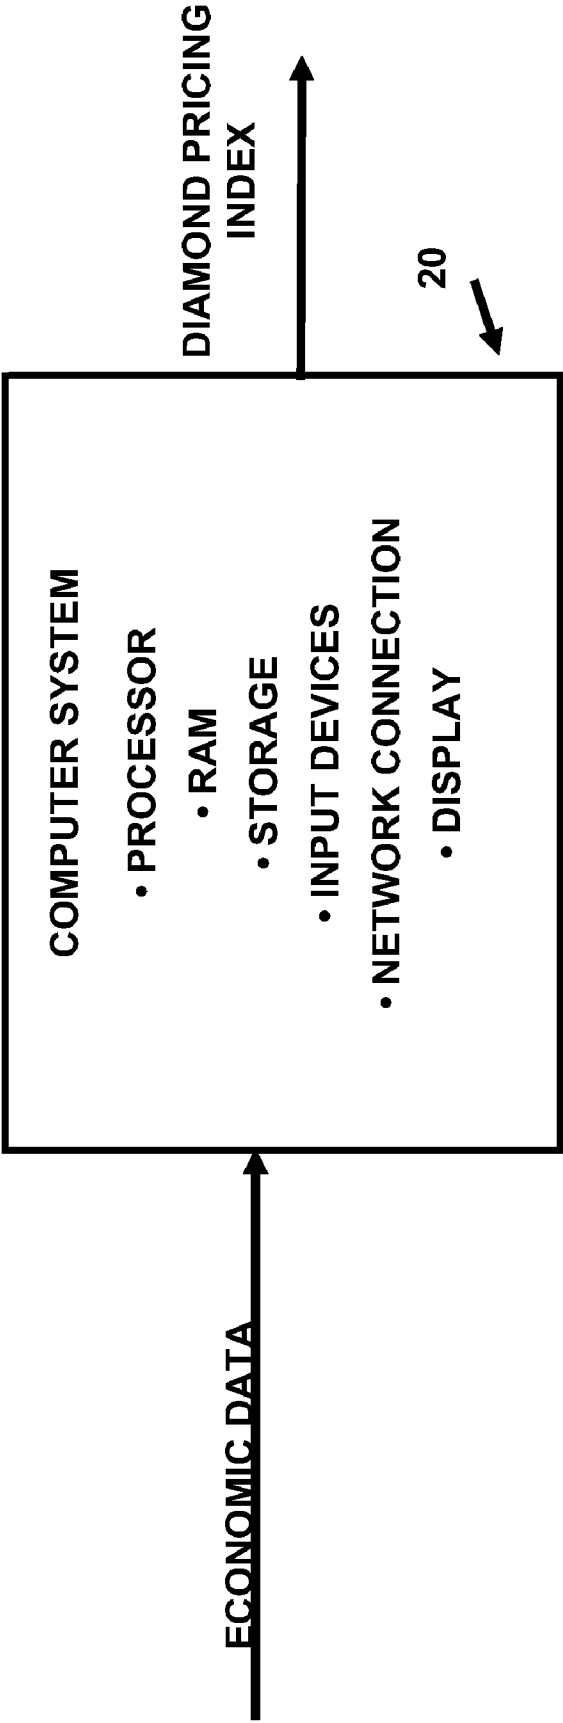 ECONOMIC DATA
COMPUTER SYSTEM
• PROCESSOR
• RAM
• STORAGE
• INPUT DEVICES
• NETWORK CONNECTION
• DISPLAY
DIAMOND PRICING
INDEX
20